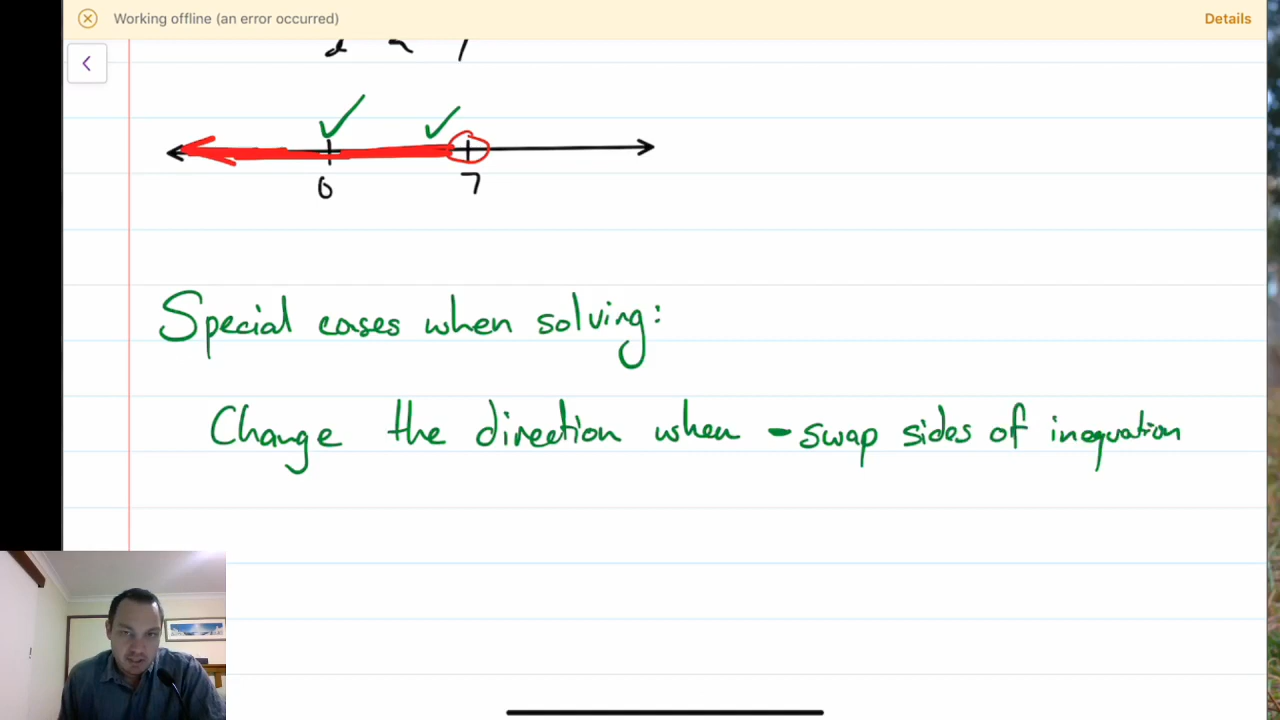 Working offline (an error occurred)
Details
0 7
Special cases when solving:
Change the direction when - swap sides of inequation